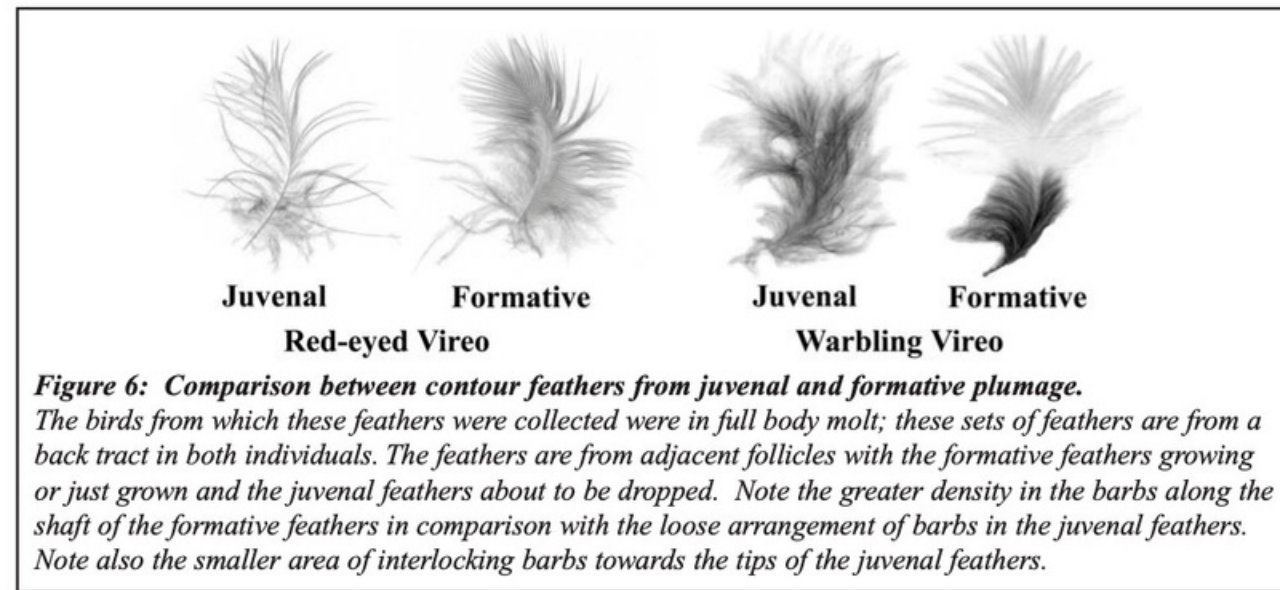 Juvenal Formative Juvenal Formative
Red-eyed Vireo Warbling Vireo
Figure 6: Comparison between contour feathers from juvenal and formative plumage.
The birds from which these feathers were collected were in full body molt; these sets of feathers are from a
back tract in both individuals. The feathers are from adjacent follicles with the formative feathers growing
or just grown and the juvenal feathers about to be dropped. Note the greater density in the barbs along the
shaft of the formative feathers in comparison with the loose arrangement of barbs in the juvenal feathers.
Note also the smaller area of interlocking barbs towards the tips of the juvenal feathers.